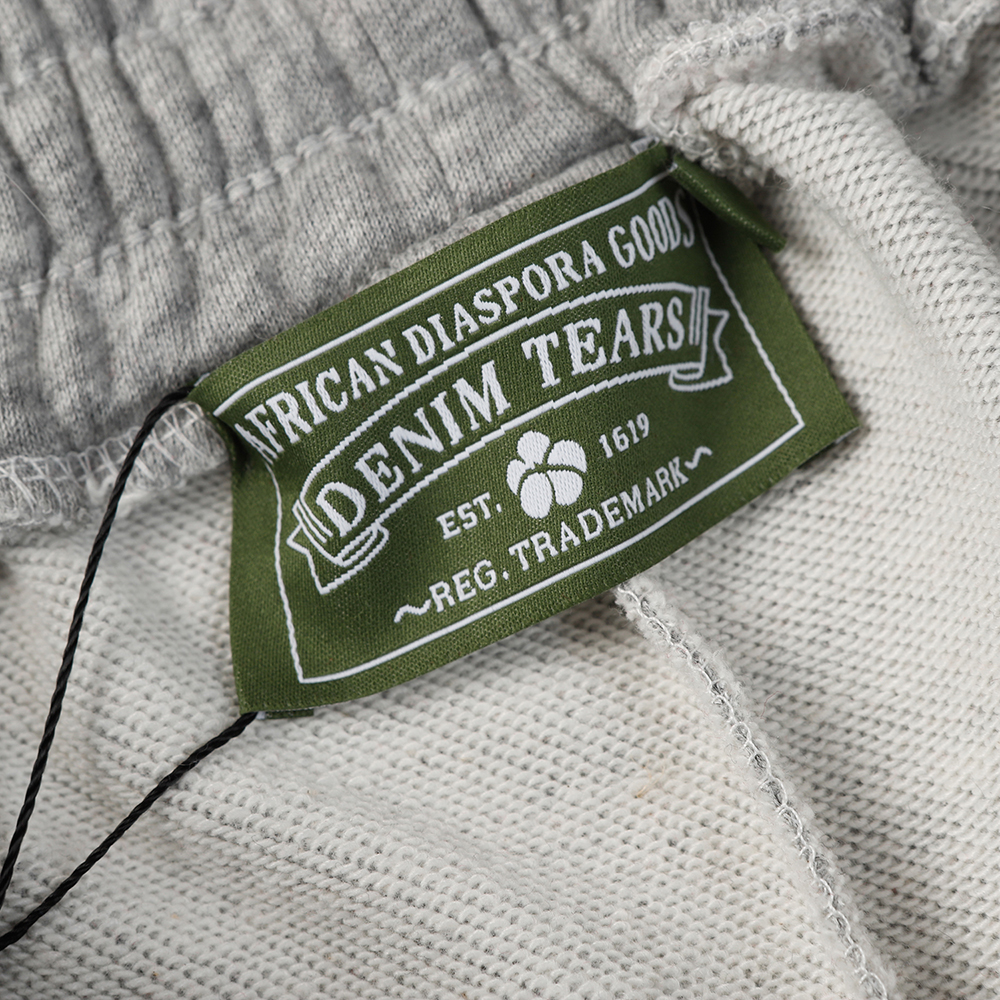 AFRICAN DIASPORA GOODS
DENIM TEARS
EST. 1619
~REG. TRADEMARK~